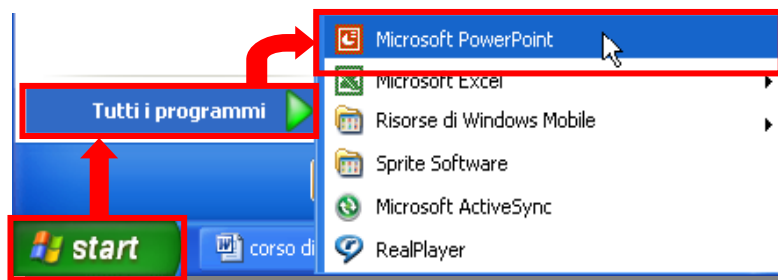 Microsoft PowerPoint
Microsoft Excel
Tutti i programmi
Risorse di Windows Mobile
Sprite Software
Microsoft ActiveSync
start
corso di
RealPlayer